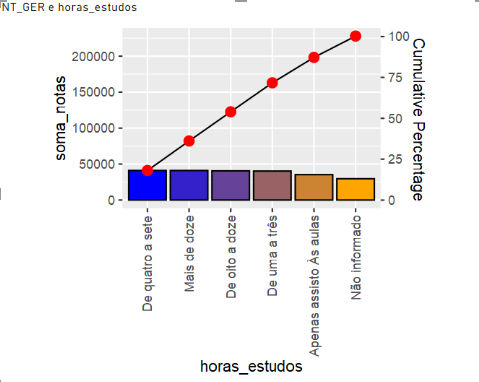 NT_GER e horas_estudos
soma_notas
200000
150000
100000
50000
0
100
75
50
25
0
Cumulative Percentage
De quatro a sete
Mais de doze
De oito a doze
De uma a três
Apenas assisto Às aulas
Não informado
horas_estudos